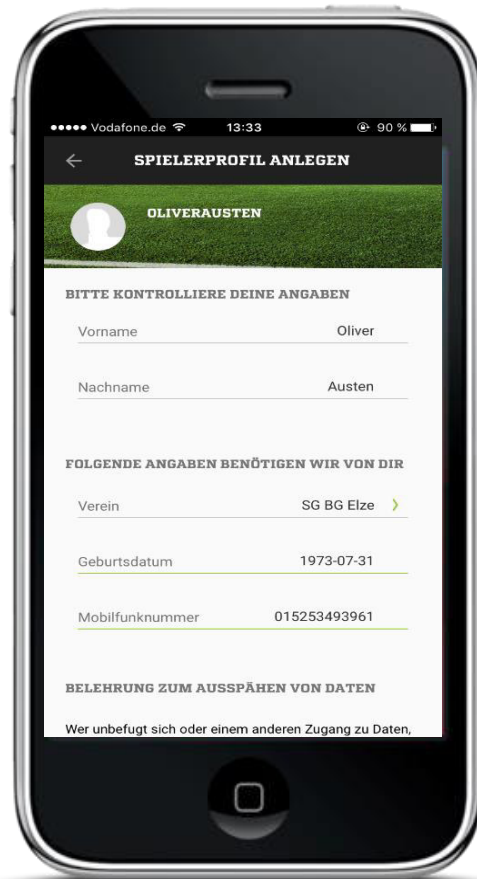 Vodafone.de 13:33 90 %
SPIELERPROFIL ANLEGEN
OLIVERAUSTEN
BITTE KONTROLLIERE DEINE ANGABEN
Vorname Oliver
Nachname Austen
FOLGENDE ANGABEN BENÖTIGEN WIR VON DIR
Verein SG BG Elze
Geburtsdatum 1973-07-31
Mobilfunknummer 015253493961
BELEHRUNG ZUM AUSSPÄHEN VON DATEN
Wer unbefugt sich oder einem anderen Zugang zu Daten,